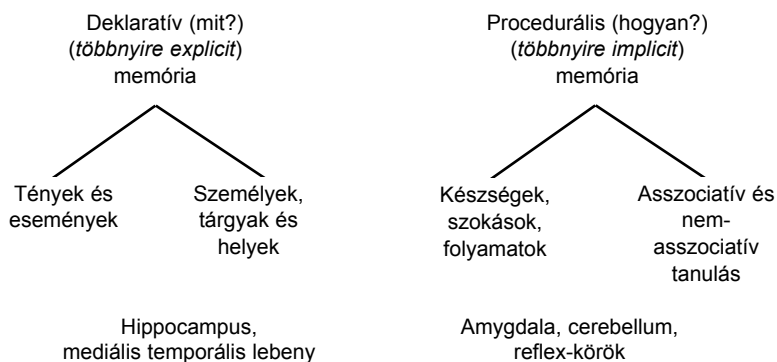 Deklaratív (mit?)
(többnyire explicit)
memória
Procedurális (hogyan?)
(többnyire implicit)
memória
Tények és
események
Személyek,
tárgyak és
helyek
Készségek,
szokások,
folyamatok
Asszociatív és
nem-
asszociatív
tanulás
Hippocampus,
mediális temporális lebeny
Amygdala, cerebellum,
reflex-körök